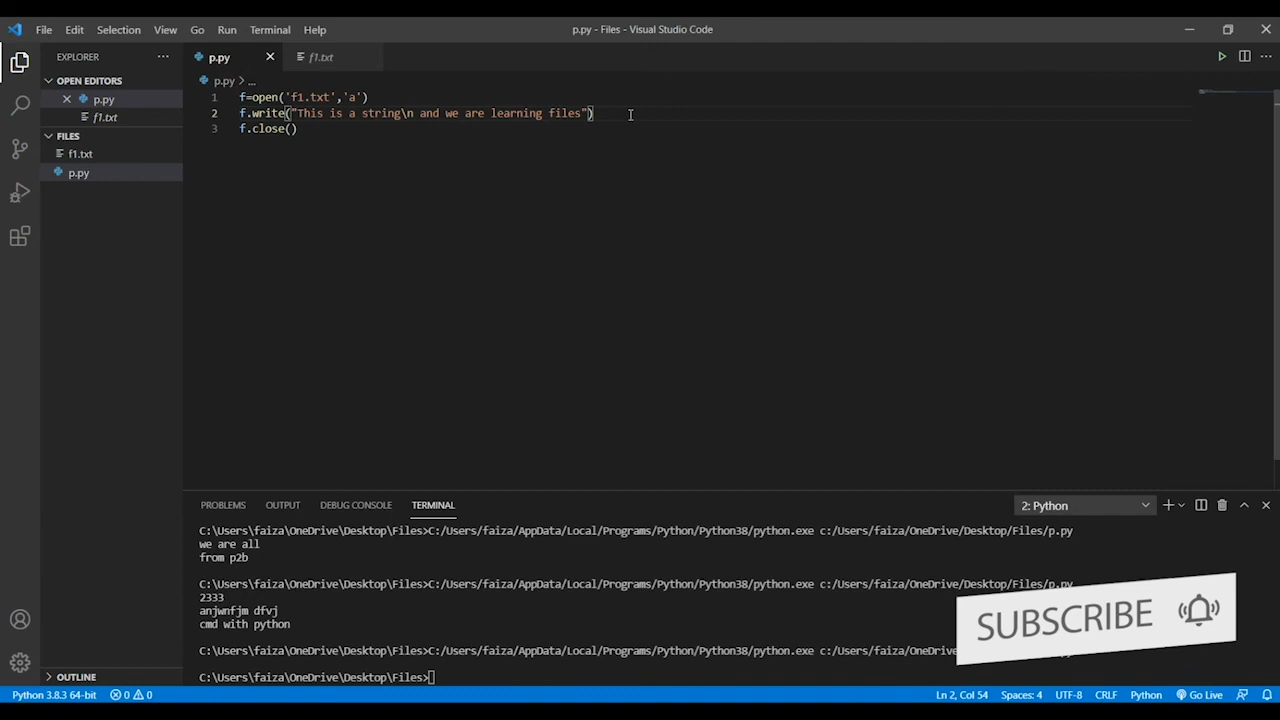 File Edit Selection View Go Run Terminal Help
p.py - Files - Visual Studio Code
EXPLORER
OPEN EDITORS
p.py
f1.txt
FILES
f1.txt
p.py
OUTLINE
p.py
f1.txt
p.py > ...
1 f=open('f1.txt','a')
2 f.write("This is a string\n and we are learning files")
3 f.close()
PROBLEMS OUTPUT DEBUG CONSOLE TERMINAL
2: Python
C:\Users\faiza\OneDrive\Desktop\Files>C:/Users/faiza/AppData/Local/Programs/Python/Python38/python.exe c:/Users/faiza/OneDrive/Desktop/Files/p.py
we are all
from p2b
C:\Users\faiza\OneDrive\Desktop\Files>C:/Users/faiza/AppData/Local/Programs/Python/Python38/python.exe c:/Users/faiza/OneDrive/Desktop/Files/p.py
2333
anjwnfjm dfvj
cmd with python
C:\Users\faiza\OneDrive\Desktop\Files>C:/Users/faiza/AppData/Local/Programs/Python/Python38/python.exe c:/Users/faiza/OneD
C:\Users\faiza\OneDrive\Desktop\Files>
SUBSCRIBE
Python 3.8.3 64-bit 0 0
Ln 2, Col 54 Spaces: 4 UTF-8 CRLF Python Go Live